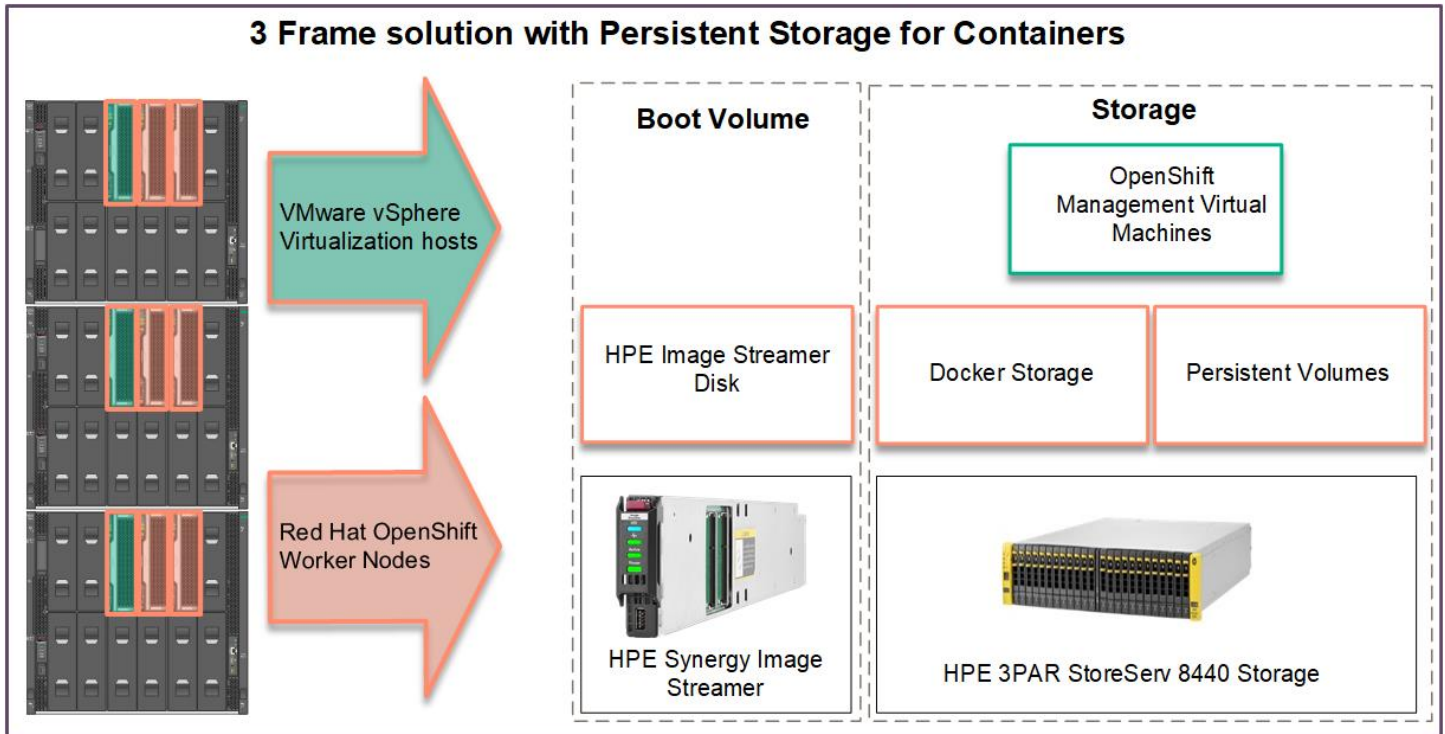 3 Frame solution with Persistent Storage for Containers
VMware vSphere
Virtualization hosts
Red Hat OpenShift
Worker Nodes
Boot Volume
HPE Image Streamer
Disk
HPE Synergy Image
Streamer
Storage
OpenShift
Management Virtual
Machines
Docker Storage
Persistent Volumes
HPE 3PAR StoreServ 8440 Storage